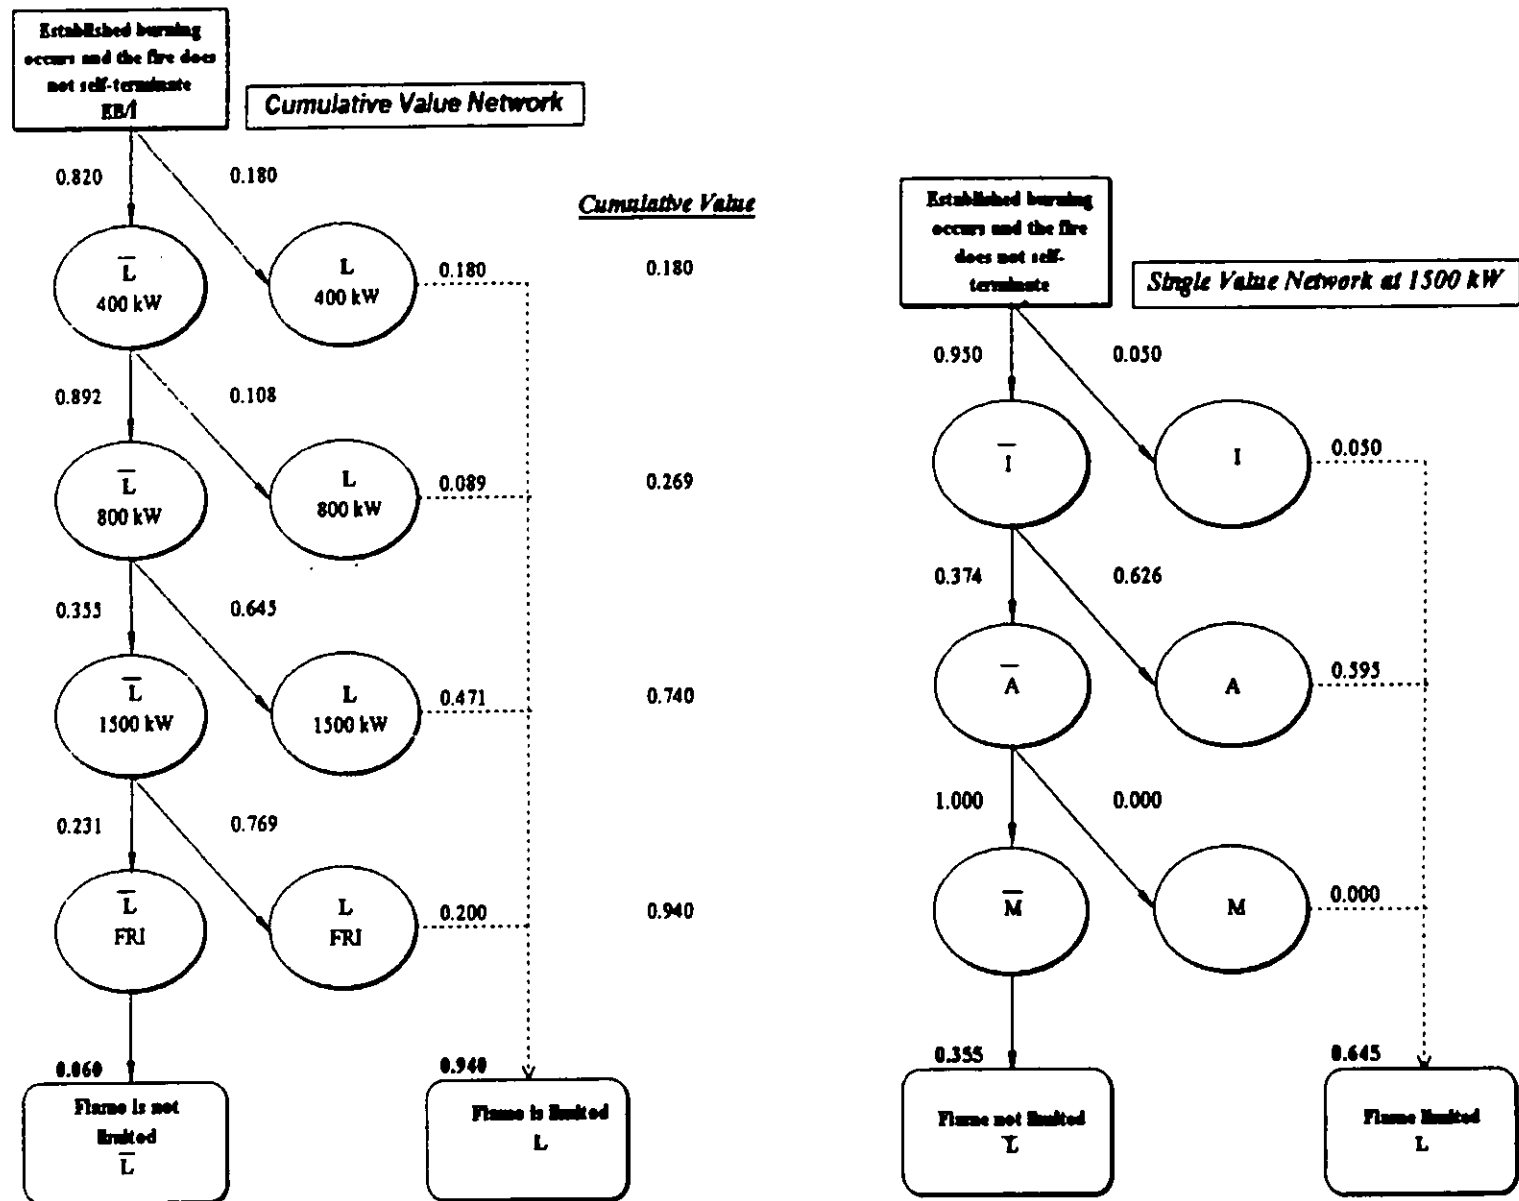 Established burning
occurs and the fire does
not self-terminate
EB/I
Cumulative Value Network
0.820
0.180
Cumulative Value
L̅
400 kW
L
400 kW
0.180
0.180
0.892
0.108
L̅
800 kW
L
800 kW
0.089
0.269
0.355
0.645
L̅
1500 kW
L
1500 kW
0.471
0.740
0.231
0.769
L̅
FRI
L
FRI
0.200
0.940
0.060
0.940
Flame is not
limited
L̅
Flame is limited
L
Established burning
occurs and the fire
does not self-
terminate
Single Value Network at 1500 kW
0.950
0.050
I̅
I
0.050
0.374
0.626
A̅
A
0.595
1.000
0.000
M̅
M
0.000
0.355
0.645
Flame not limited
L̅
Flame limited
L